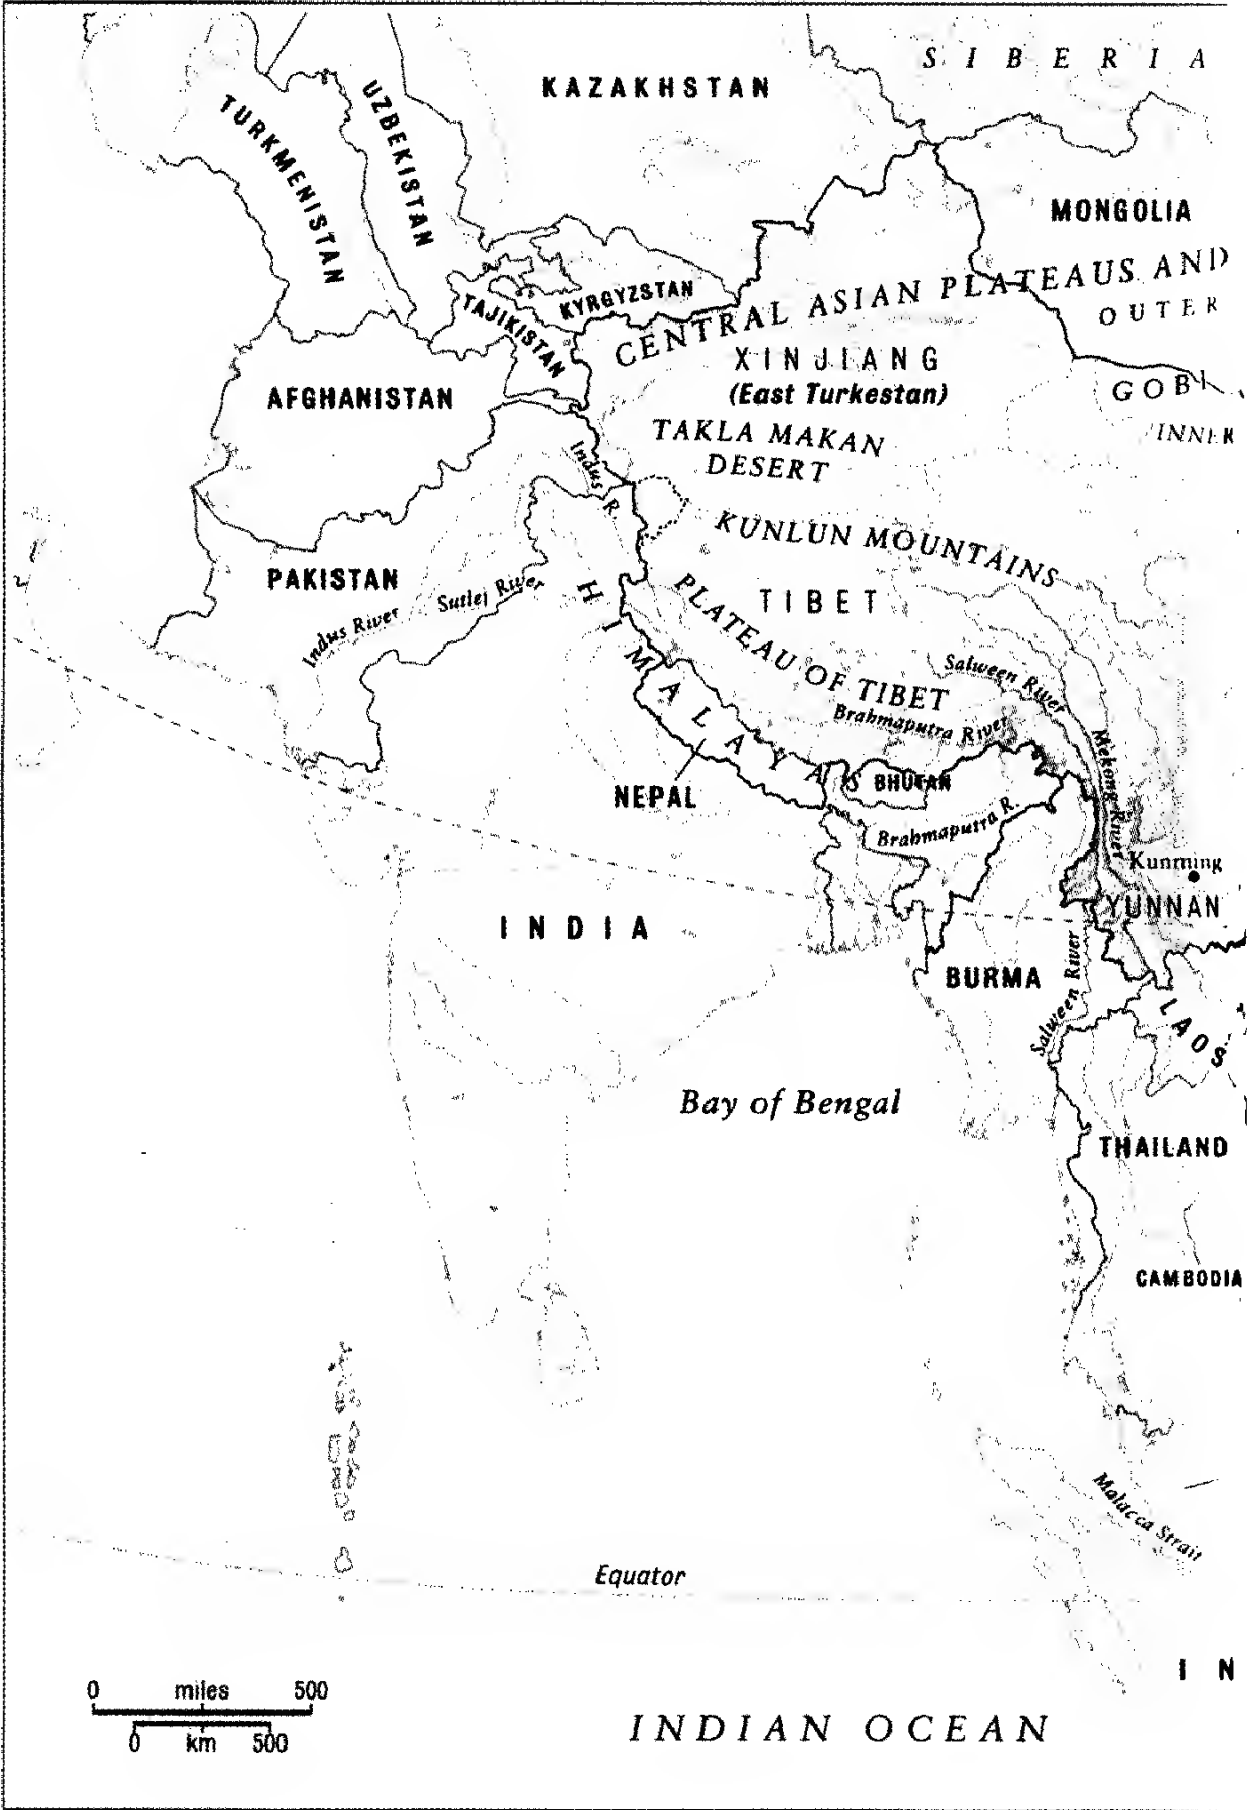 SIBERIA
KAZAKHSTAN
UZBEKISTAN
TURKMENISTAN
MONGOLIA
CENTRAL ASIAN PLATEAUS AND
OUTER
KYRGYZSTAN
TAJIKISTAN
XINJIANG
(East Turkestan)
GOBI
INNER
AFGHANISTAN
TAKLA MAKAN
DESERT
Indus R.
KUNLUN MOUNTAINS
PAKISTAN
Sutlej River
Indus River
HIMALAYAS
TIBET
PLATEAU OF TIBET
Salween River
Brahmaputra River
Mekong River
NEPAL
BHUTAN
Brahmaputra R.
Kunming
YUNNAN
INDIA
BURMA
Salween River
LAOS
Bay of Bengal
THAILAND
CAMBODIA
Malacca Strait
Equator
IN
0 miles 500
0 km 500
INDIAN OCEAN